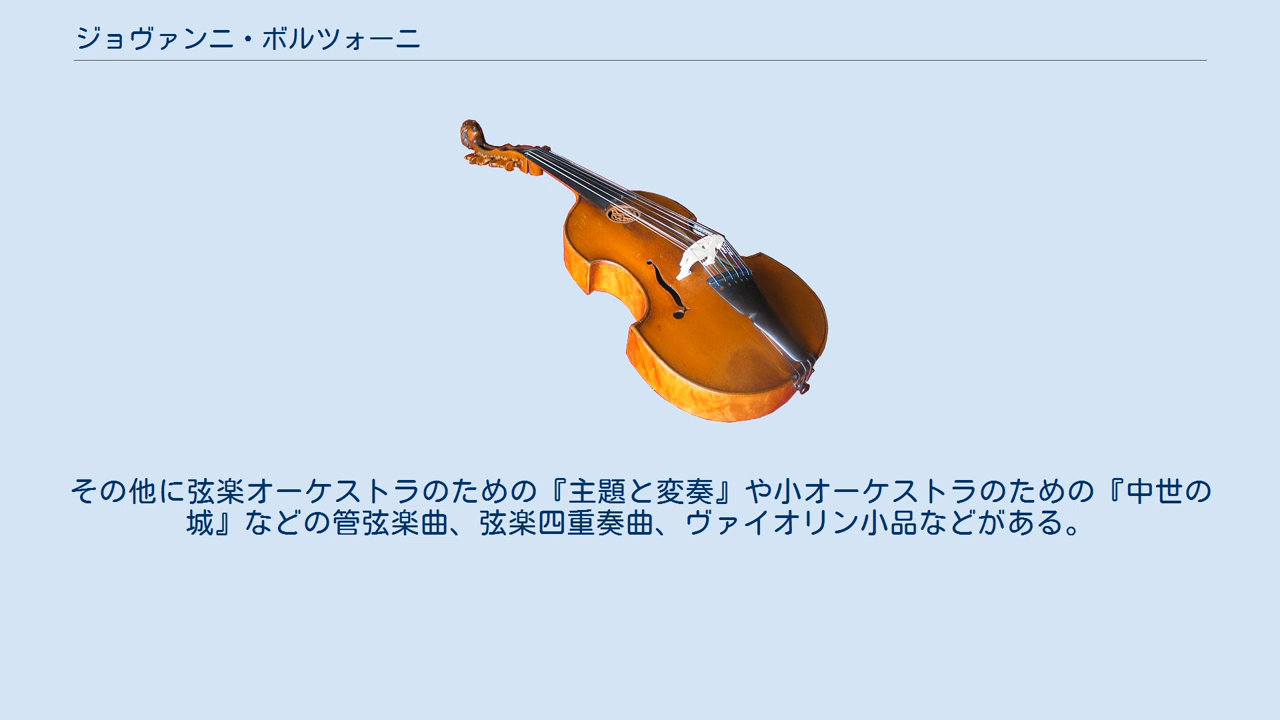 ジョヴァンニ・ボルツォーニ
その他に弦楽オーケストラのための『主題と変奏』や小オーケストラのための『中世の
城』などの管弦楽曲、弦楽四重奏曲、ヴァイオリン小品などがある。